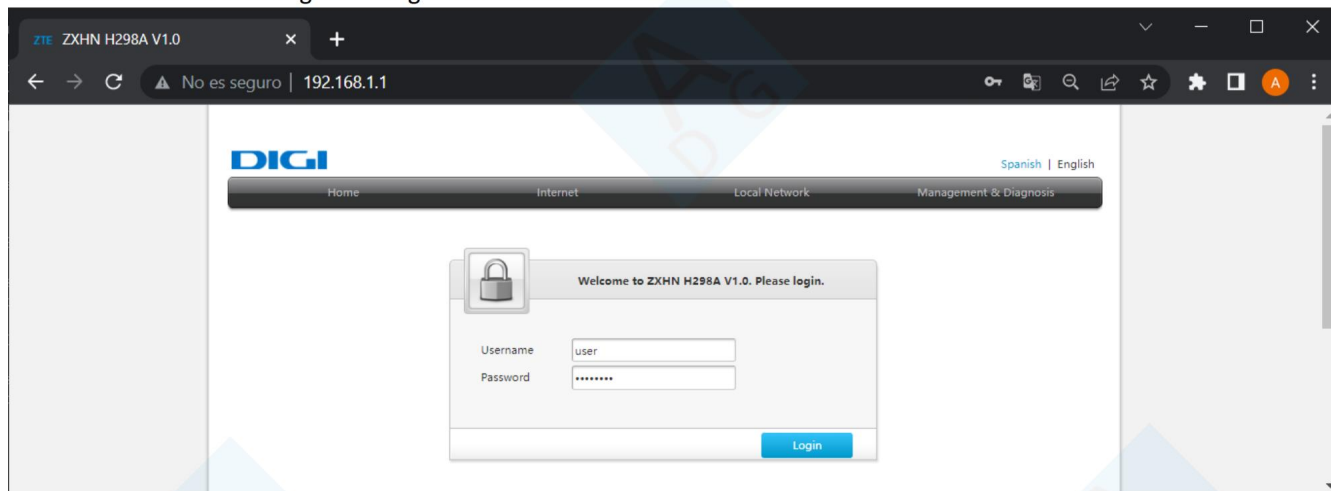 ZTE ZXHN H298A V1.0
No es seguro | 192.168.1.1
A
DIGI
Spanish | English
Home Internet Local Network Management & Diagnosis
Welcome to ZXHN H298A V1.0. Please login.
Username user
Password ••••••••
Login
A
G
D